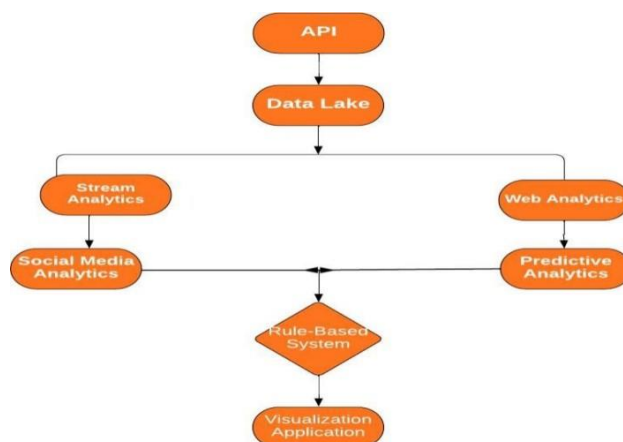 API
Data Lake
Stream
Analytics
Web Analytics
Social Media
Analytics
Predictive
Analytics
Rule-Based
System
Visualization
Application